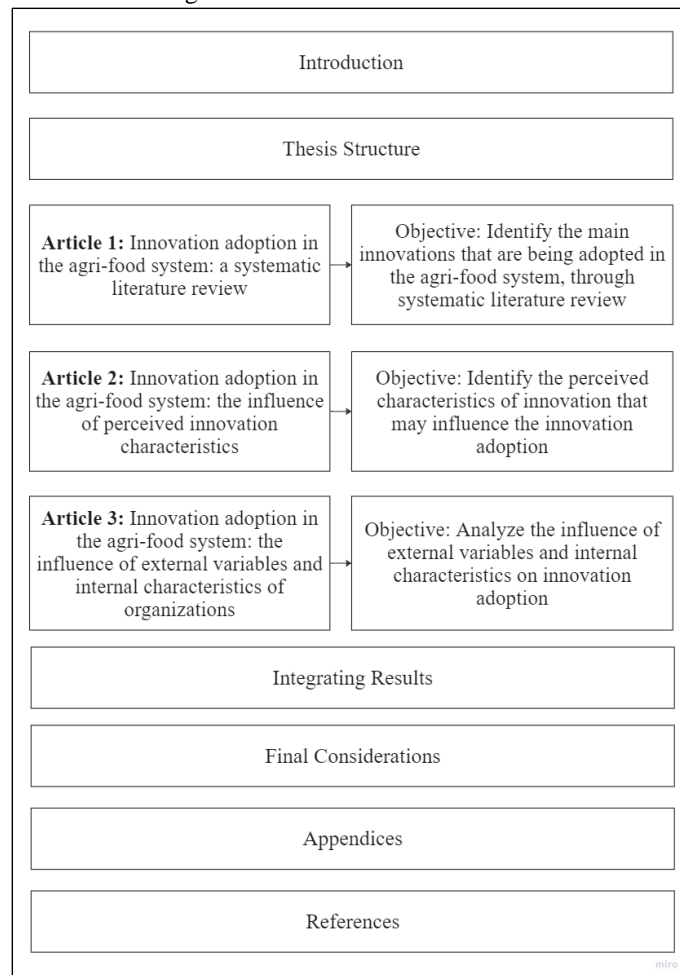 Introduction
Thesis Structure
Article 1: Innovation adoption in
the agri-food system: a systematic
literature review
Objective: Identify the main
innovations that are being adopted in
the agri-food system, through
systematic literature review
Article 2: Innovation adoption in
the agri-food system: the influence
of perceived innovation
characteristics
Objective: Identify the perceived
characteristics of innovation that
may influence the innovation
adoption
Article 3: Innovation adoption in
the agri-food system: the
influence of external variables and
internal characteristics of
organizations
Objective: Analyze the influence of
external variables and internal
characteristics on innovation
adoption
Integrating Results
Final Considerations
Appendices
References
miro